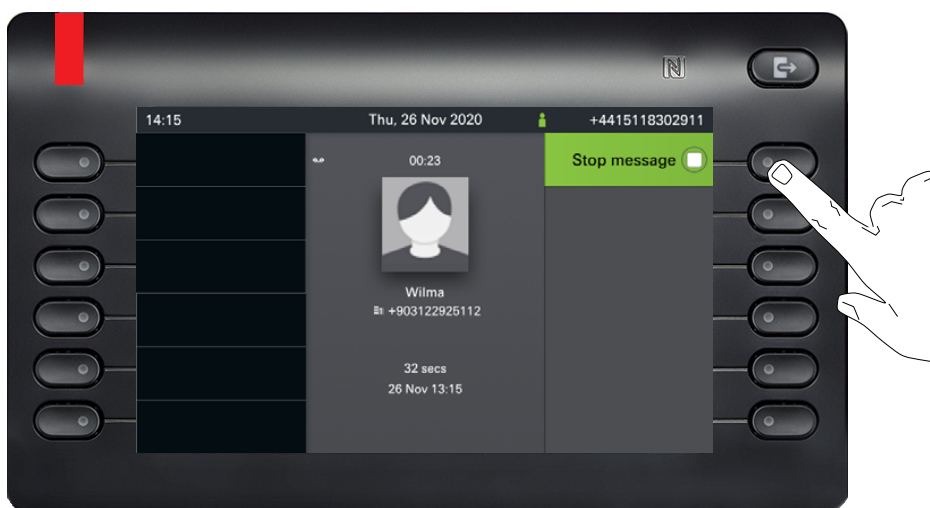 14:15 Thu, 26 Nov 2020 +4415118302911
00:23 Stop message
Wilma
+903122925112
32 secs
26 Nov 13:15